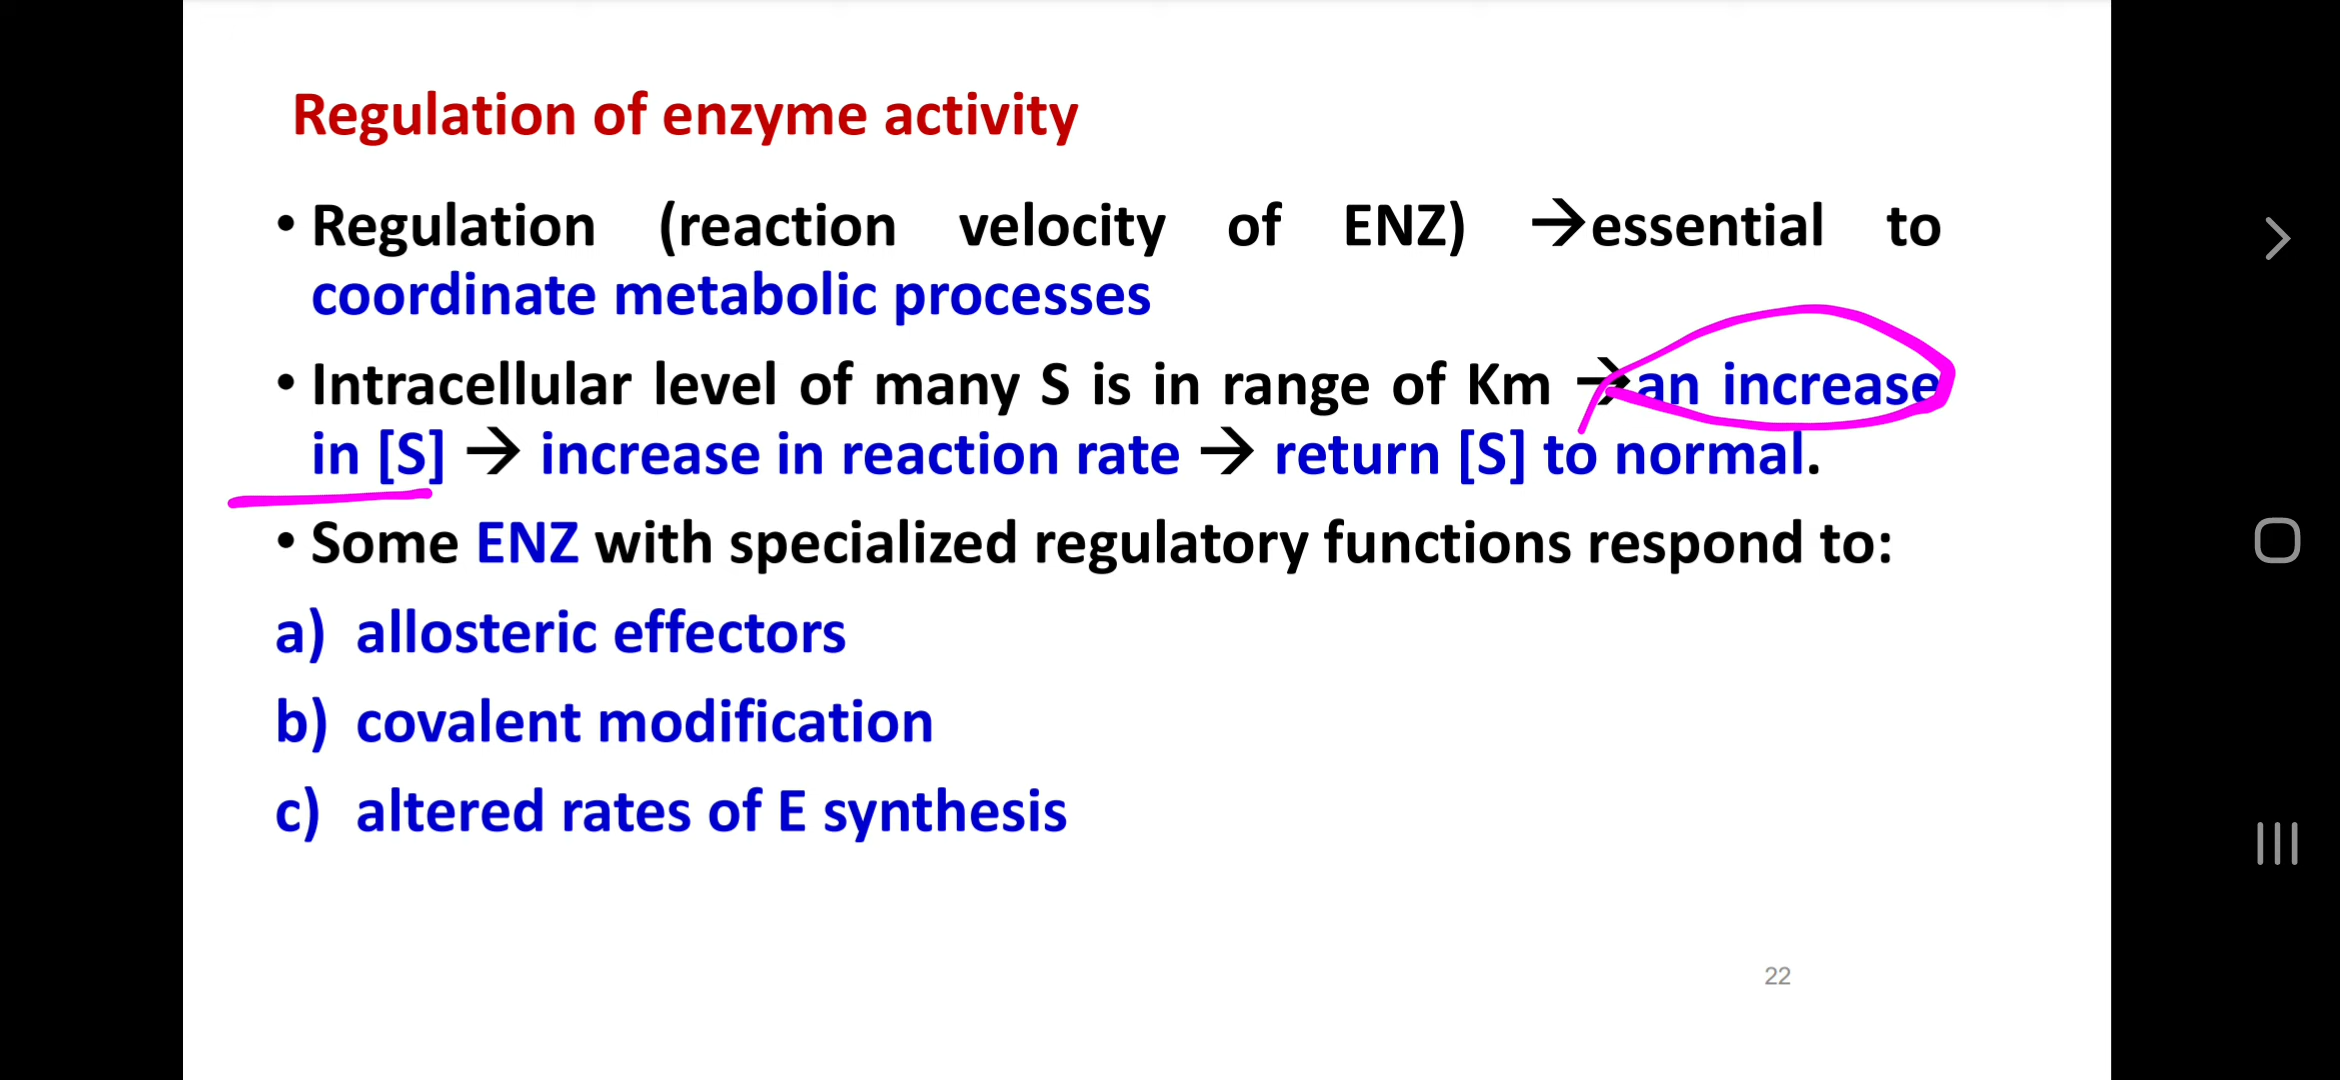 Regulation of enzyme activity
• Regulation (reaction velocity of ENZ) →essential to
coordinate metabolic processes
• Intracellular level of many S is in range of Km →an increase
in [S] → increase in reaction rate → return [S] to normal.
• Some ENZ with specialized regulatory functions respond to:
a) allosteric effectors
b) covalent modification
c) altered rates of E synthesis
22